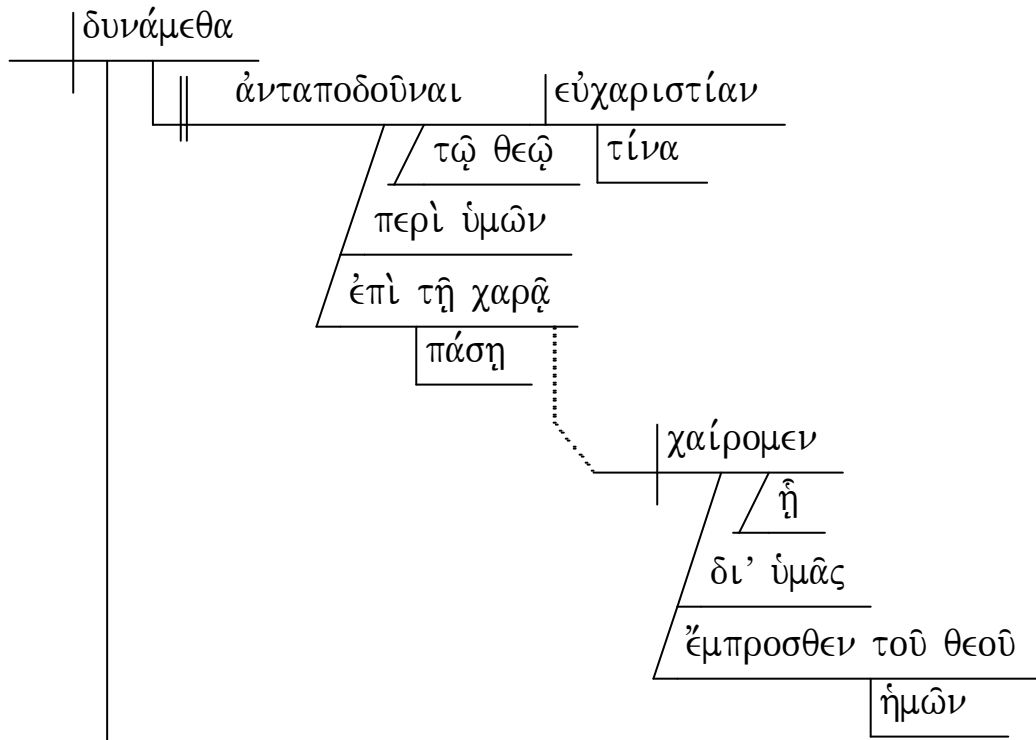 δυνάμεθα
ἀνταποδοῦναι εὐχαριστίαν
τῷ θεῷ τίνα
περὶ ὑμῶν
ἐπὶ τῇ χαρᾷ
πάσῃ
χαίρομεν
ᾗ
δι’ ὑμᾶς
ἔμπροσθεν τοῦ θεοῦ
ἡμῶν